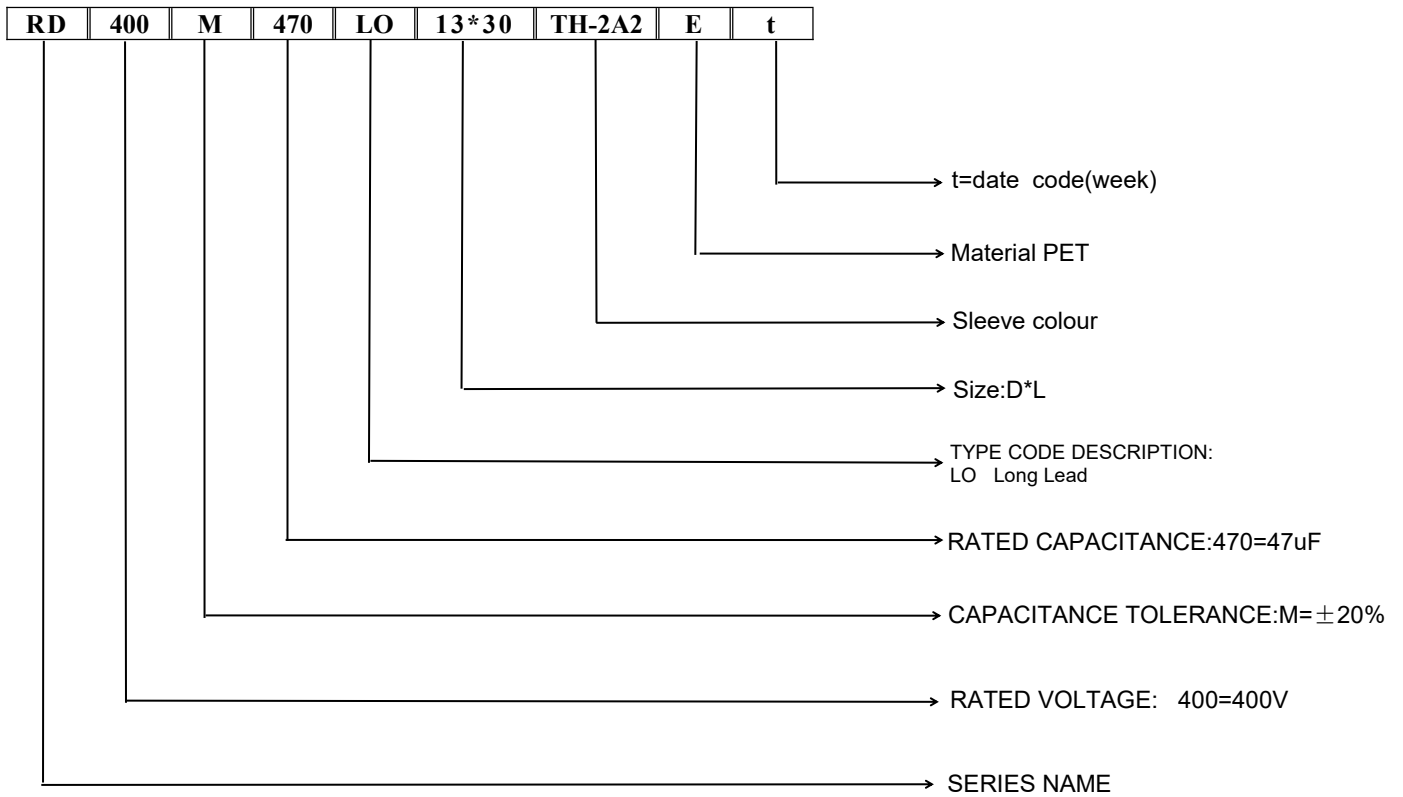 RD 400 M 470 LO 13*30 TH-2A2 E t
t=date code(week)
Material PET
Sleeve colour
Size:D*L
TYPE CODE DESCRIPTION:
LO Long Lead
RATED CAPACITANCE:470=47uF
CAPACITANCE TOLERANCE:M=±20%
RATED VOLTAGE: 400=400V
SERIES NAME